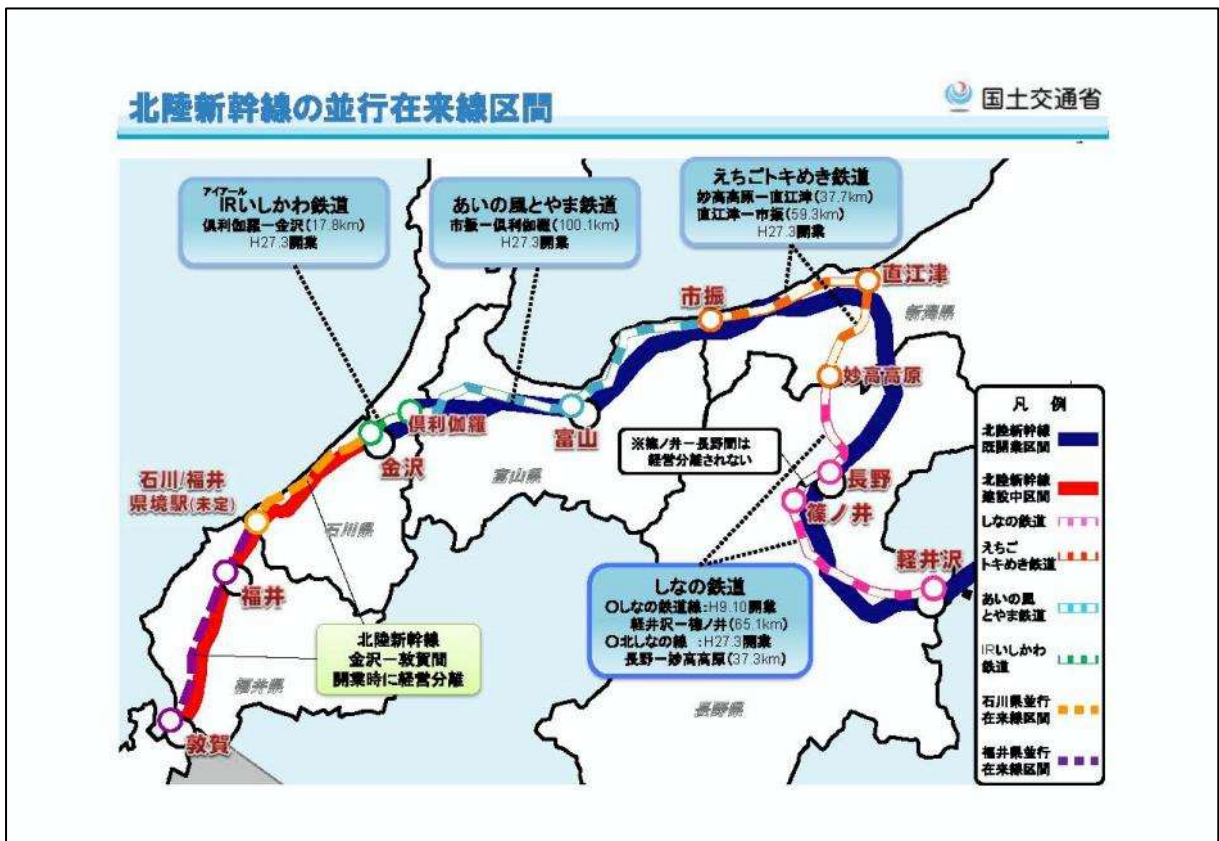 北陸新幹線の並行在来線区間
国土交通省
アイアール
IRいしかわ鉄道
倶利伽羅ー金沢(17.8km)
H27.3開業
あいの風とやま鉄道
市振ー倶利伽羅(100.1km)
H27.3開業
えちごトキめき鉄道
妙高高原ー直江津(37.7km)
直江津ー市振(59.3km)
H27.3開業
直江津
市振
新潟県
妙高高原
倶利伽羅
富山
金沢
富山県
※篠ノ井ー長野間は
経営分離されない
長野
篠ノ井
石川/福井
県境駅(未定)
石川県
軽井沢
福井
しなの鉄道
○しなの鉄道線:H9.10開業
軽井沢ー篠ノ井(65.1km)
○北しなの線 :H27.3開業
長野ー妙高高原(37.3km)
北陸新幹線
金沢ー敦賀間
開業時に経営分離
福井県
長野県
敦賀
凡 例
北陸新幹線
既開業区間
北陸新幹線
建設中区間
しなの鉄道
えちご
トキめき鉄道
あいの風
とやま鉄道
IRいしかわ
鉄道
石川県並行
在来線区間
福井県並行
在来線区間